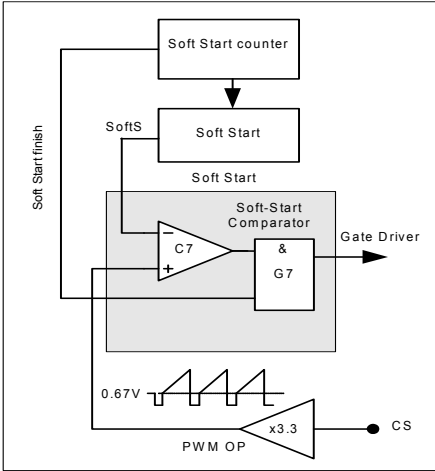 Soft Start counter
SoftS
Soft Start
Soft Start finish
Soft Start
Soft-Start
Comparator
Gate Driver
−
C7
+
&
G7
0.67V
x3.3
CS
PWM OP